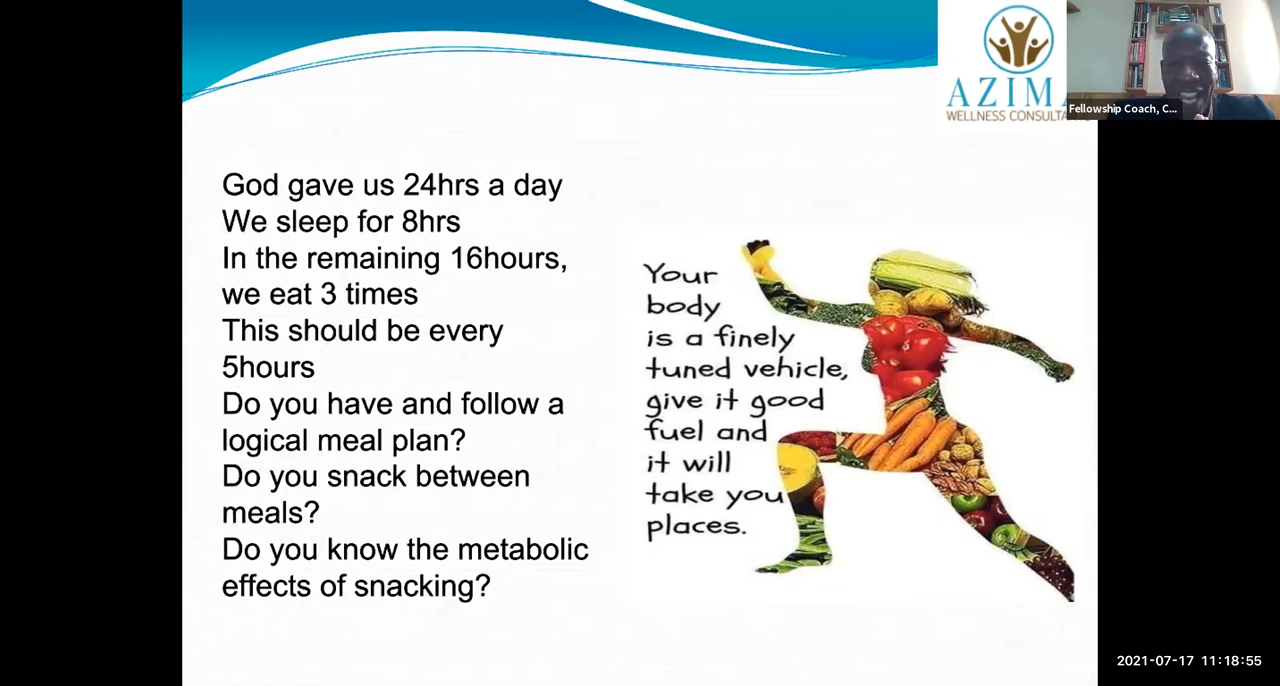 AZIMA
WELLNESS CONSULTA
Fellowship Coach, C...
God gave us 24hrs a day
We sleep for 8hrs
In the remaining 16hours,
we eat 3 times
This should be every
5hours
Do you have and follow a
logical meal plan?
Do you snack between
meals?
Do you know the metabolic
effects of snacking?
Your
body
is a finely
tuned vehicle,
give it good
fuel and
it will
take you
places.
2021-07-17 11:18:55